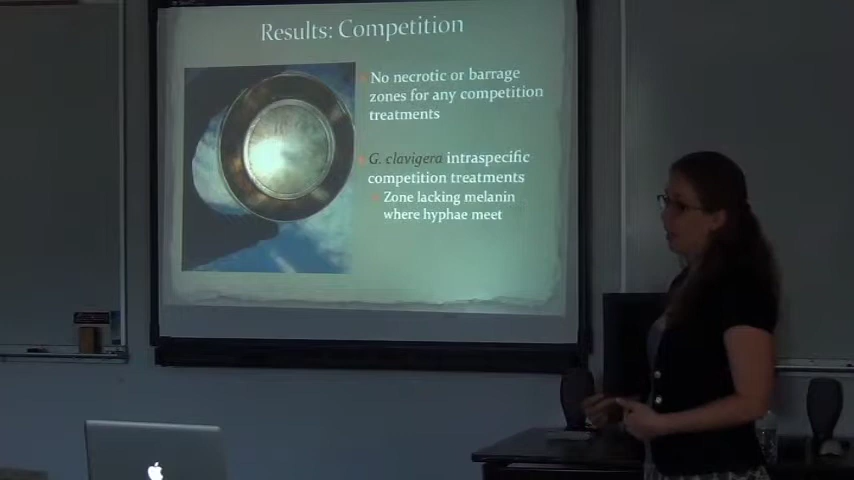 Results: Competition
No necrotic or barrage
zones for any competition
treatments
G. clavigera intraspecific
competition treatments
Zone lacking melanin
where hyphae meet